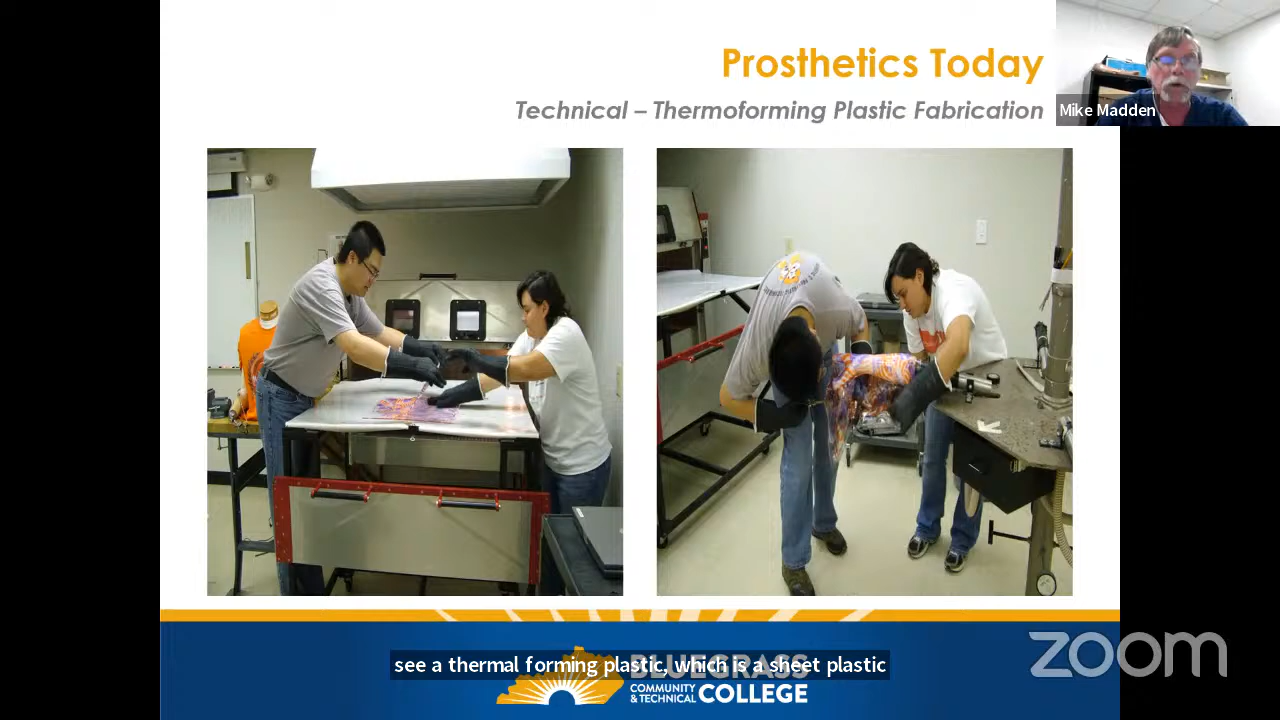 Prosthetics Today
Technical – Thermoforming Plastic Fabrication
Mike Madden
see a thermal forming plastic, which is a sheet plastic
BLUEGRASS
COMMUNITY
& TECHNICAL
COLLEGE
zoom